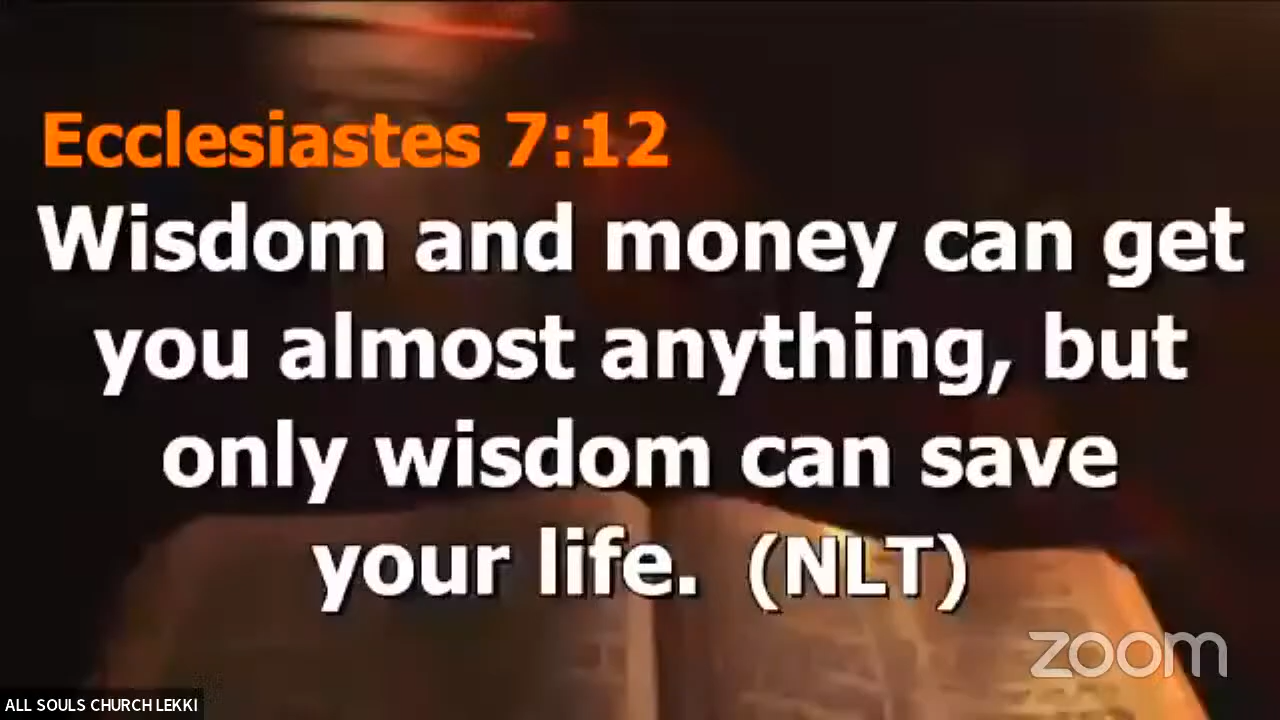 Ecclesiastes 7:12
Wisdom and money can get
you almost anything, but
only wisdom can save
your life. (NLT)
zoom
ALL SOULS CHURCH LEKKI